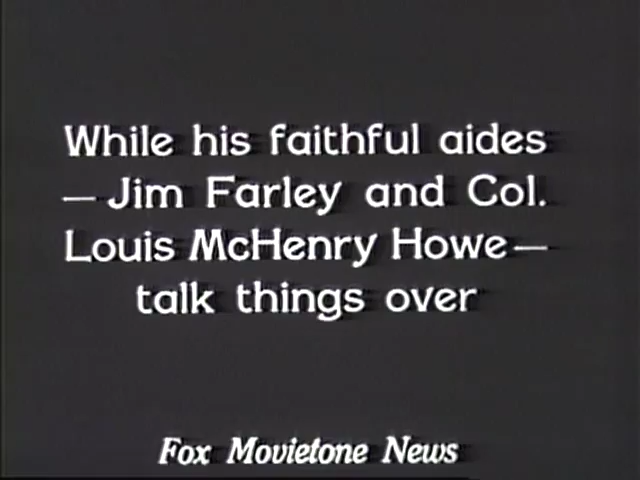 While his faithful aides
—Jim Farley and Col.
Louis McHenry Howe—
talk things over
Fox Movietone News